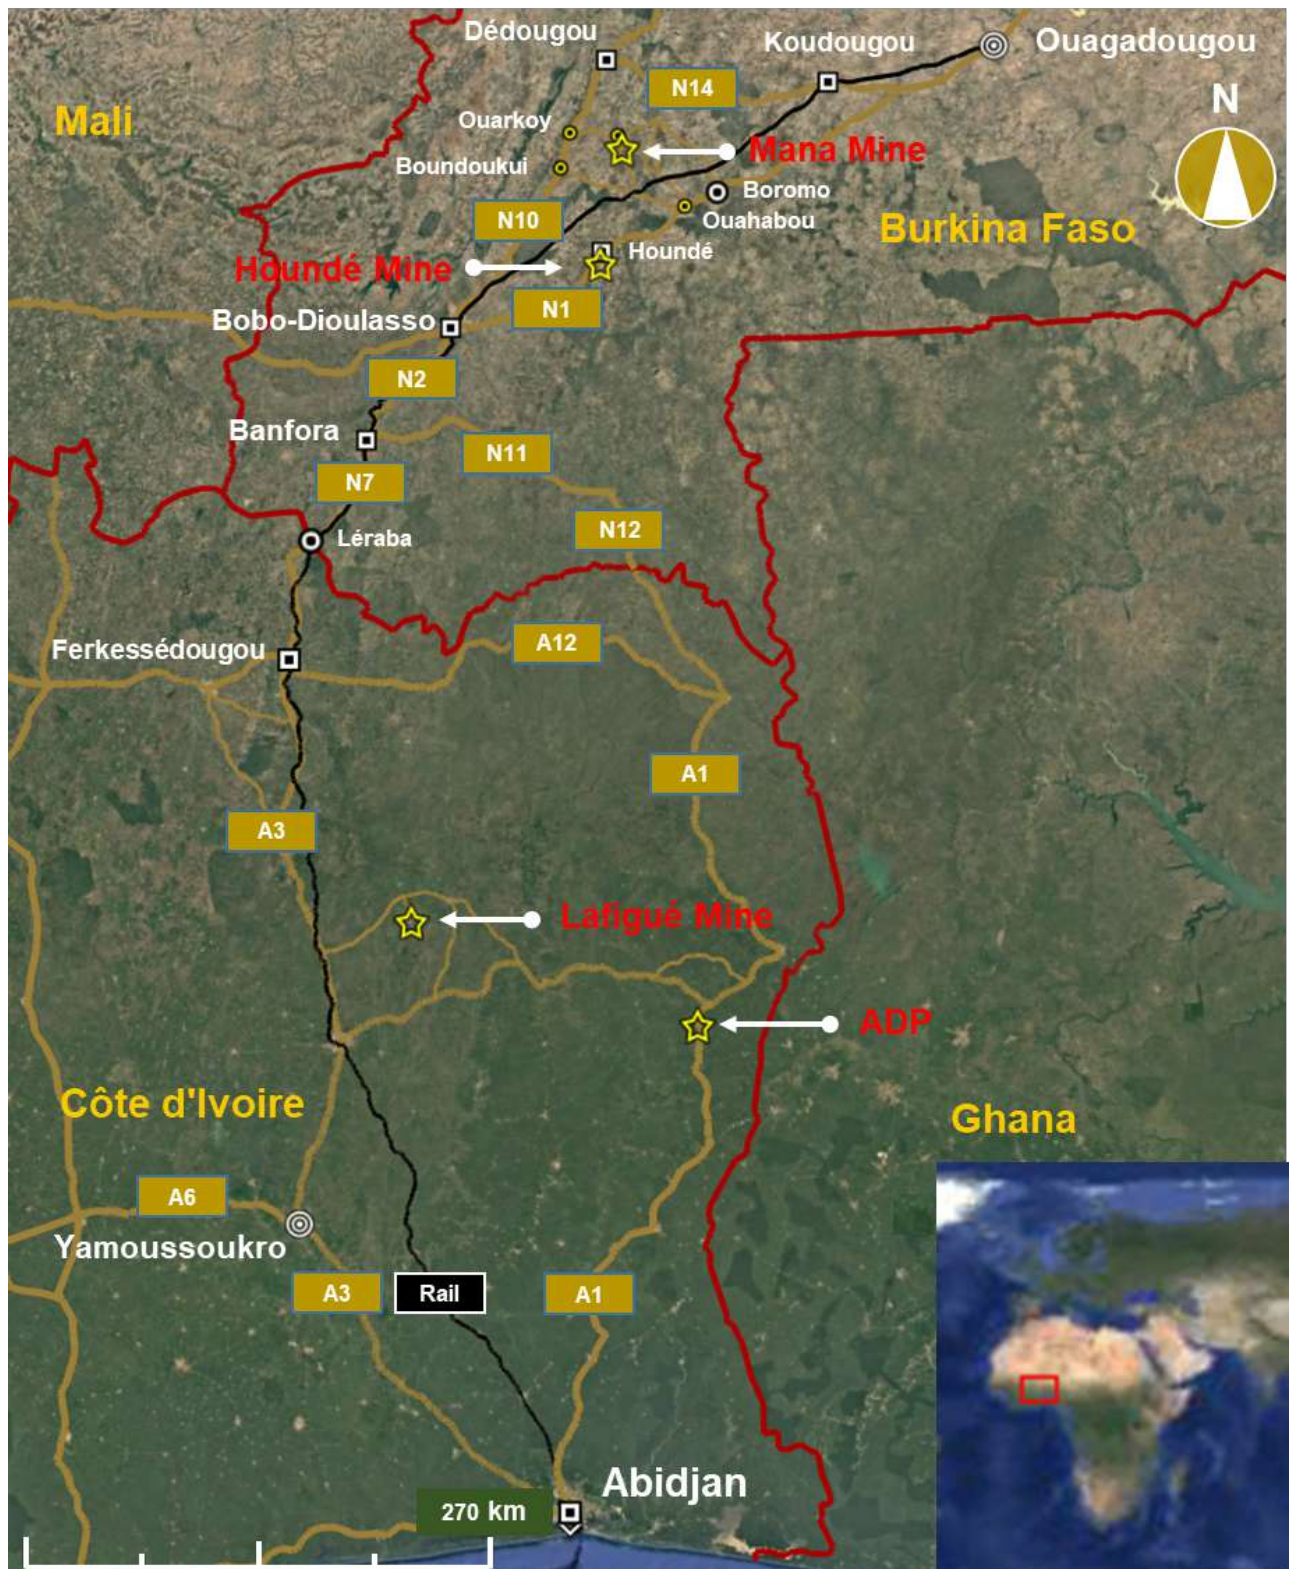 Dédougou
Koudougou
Ouagadougou
N14
N
Mali
Ouarkoy
Mana Mine
Boundoukui
Boromo
N10
Ouahabou
Burkina Faso
Houndé
Houndé Mine
N1
Bobo-Dioulasso
N2
Banfora
N11
N7
N12
Léraba
A12
Ferkessédougou
A1
A3
Lafigué Mine
ADP
Côte d'Ivoire
Ghana
A6
Yamoussoukro
A3
Rail
A1
Abidjan
270 km